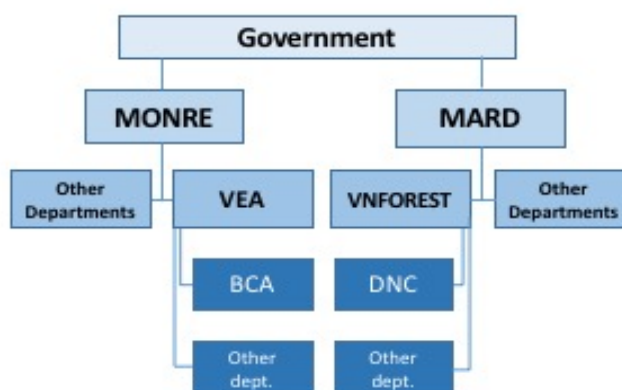 Government
MONRE
MARD
Other
Departments
VEA
VNFOREST
Other
Departments
BCA
DNC
Other
dept.
Other
dept.